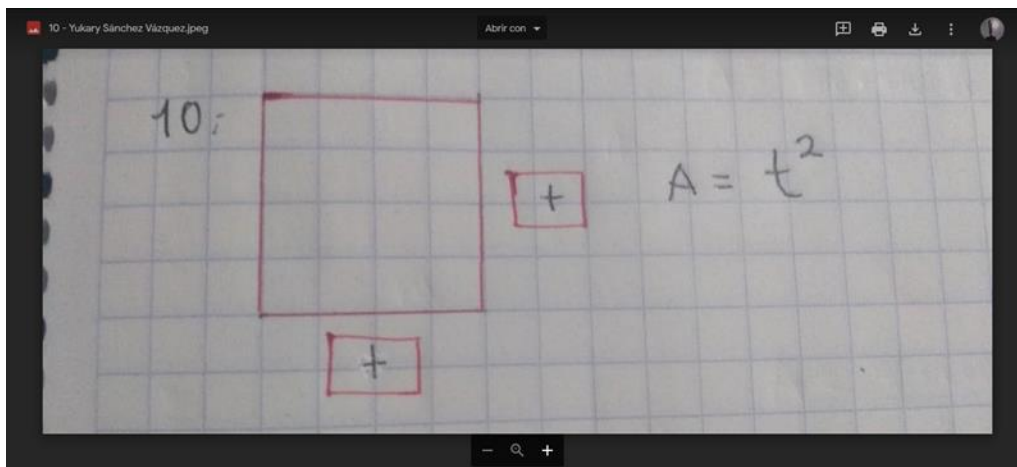 10 - Yukary Sánchez Vázquez.jpeg
Abrir con
10:
+
A = t²
+